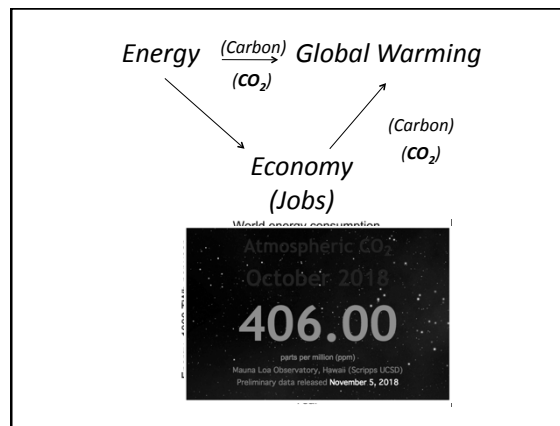 Energy (Carbon) Global Warming
(CO₂)
(Carbon)
(CO₂)
Economy
(Jobs)
World energy consumption
Atmospheric CO₂
October 2018
406.00
parts per million (ppm)
Mauna Loa Observatory, Hawaii (Scripps UCSD)
Preliminary data released November 5, 2018